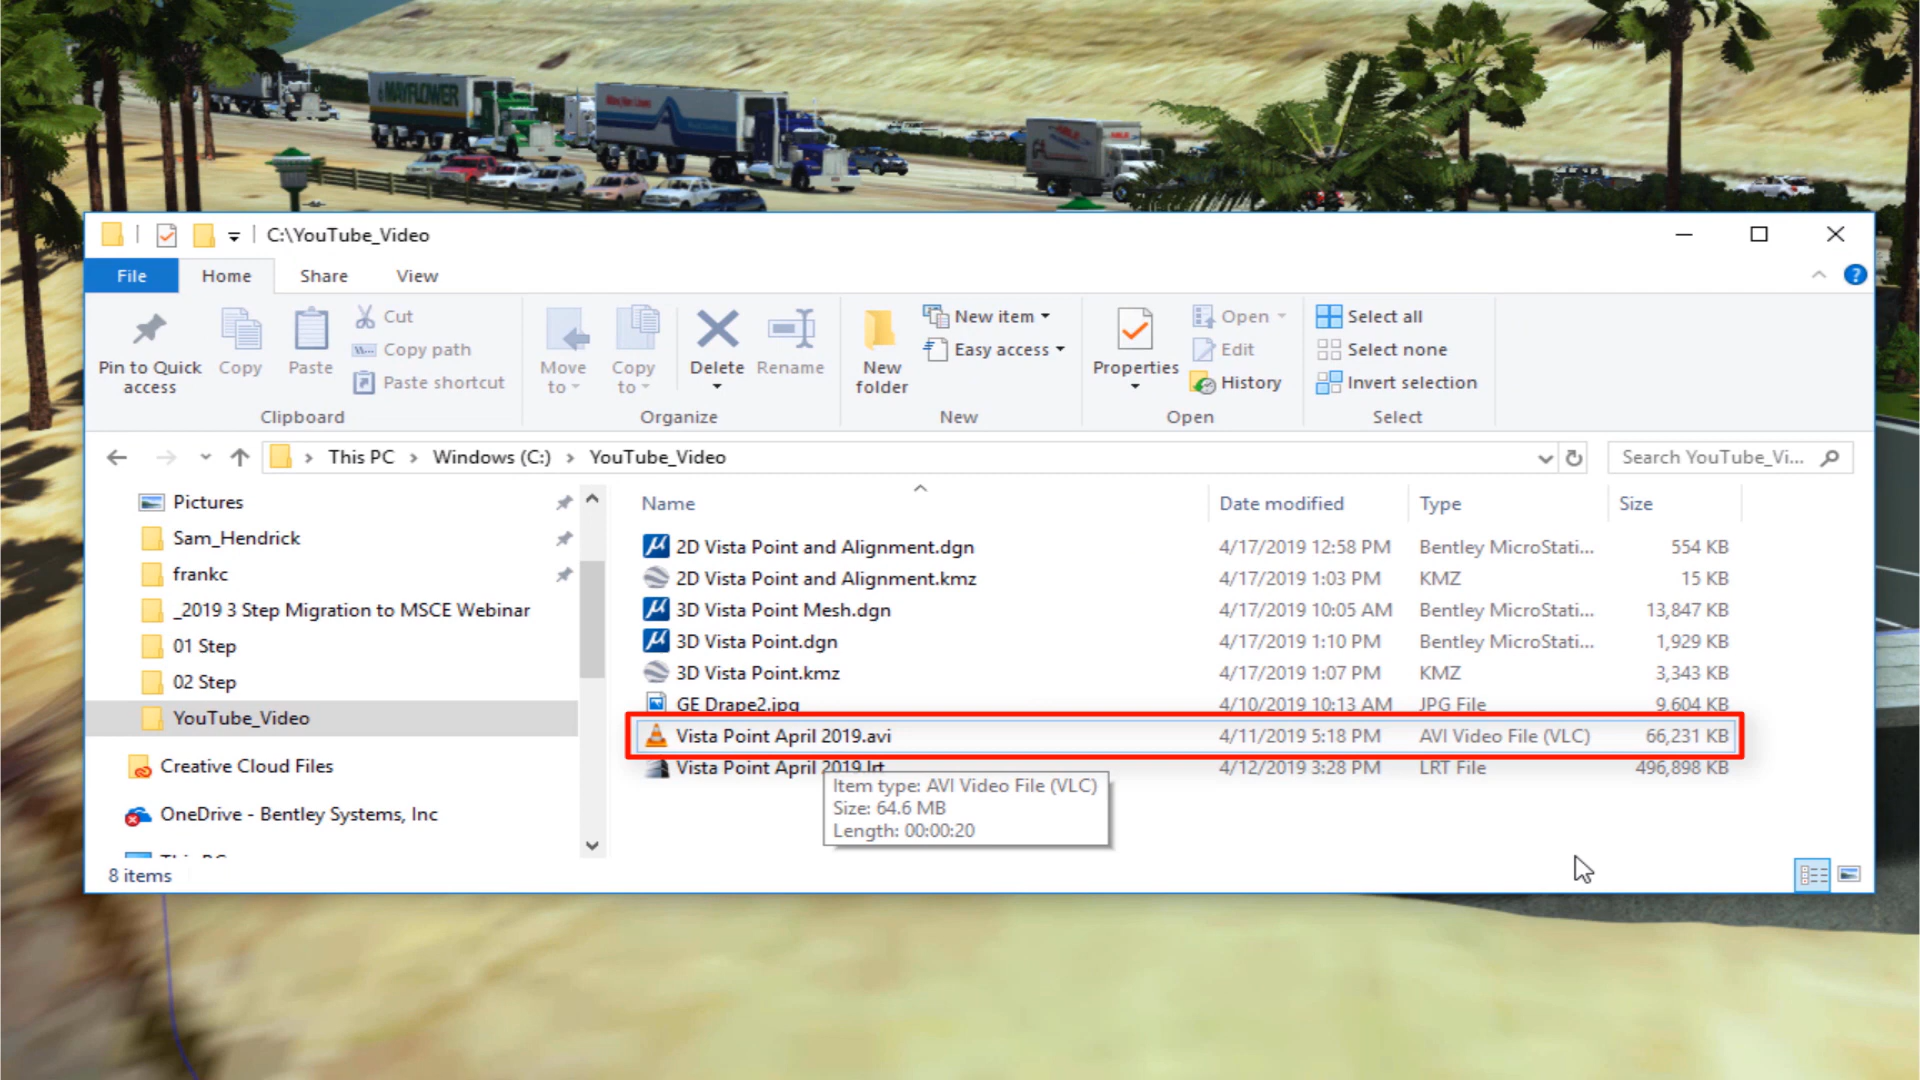 MAYFLOWER
C:\YouTube_Video
File Home Share View
Pin to Quick access
Copy
Paste
Cut
Copy path
Paste shortcut
Clipboard
Move to
Copy to
Delete
Rename
Organize
New folder
New item
Easy access
New
Properties
Open
Edit
History
Open
Select all
Select none
Invert selection
Select
This PC > Windows (C:) > YouTube_Video
Search YouTube_Vi...
Pictures
Sam_Hendrick
frankc
_2019 3 Step Migration to MSCE Webinar
01 Step
02 Step
YouTube_Video
Creative Cloud Files
OneDrive - Bentley Systems, Inc
8 items
Name Date modified Type Size
2D Vista Point and Alignment.dgn 4/17/2019 12:58 PM Bentley MicroStati... 554 KB
2D Vista Point and Alignment.kmz 4/17/2019 1:03 PM KMZ 15 KB
3D Vista Point Mesh.dgn 4/17/2019 10:05 AM Bentley MicroStati... 13,847 KB
3D Vista Point.dgn 4/17/2019 1:10 PM Bentley MicroStati... 1,929 KB
3D Vista Point.kmz 4/17/2019 1:07 PM KMZ 3,343 KB
GE Drape2.jpg 4/10/2019 10:13 AM JPG File 9,604 KB
Vista Point April 2019.avi 4/11/2019 5:18 PM AVI Video File (VLC) 66,231 KB
Vista Point April 2019.lrt 4/12/2019 3:28 PM LRT File 496,898 KB
Item type: AVI Video File (VLC)
Size: 64.6 MB
Length: 00:00:20